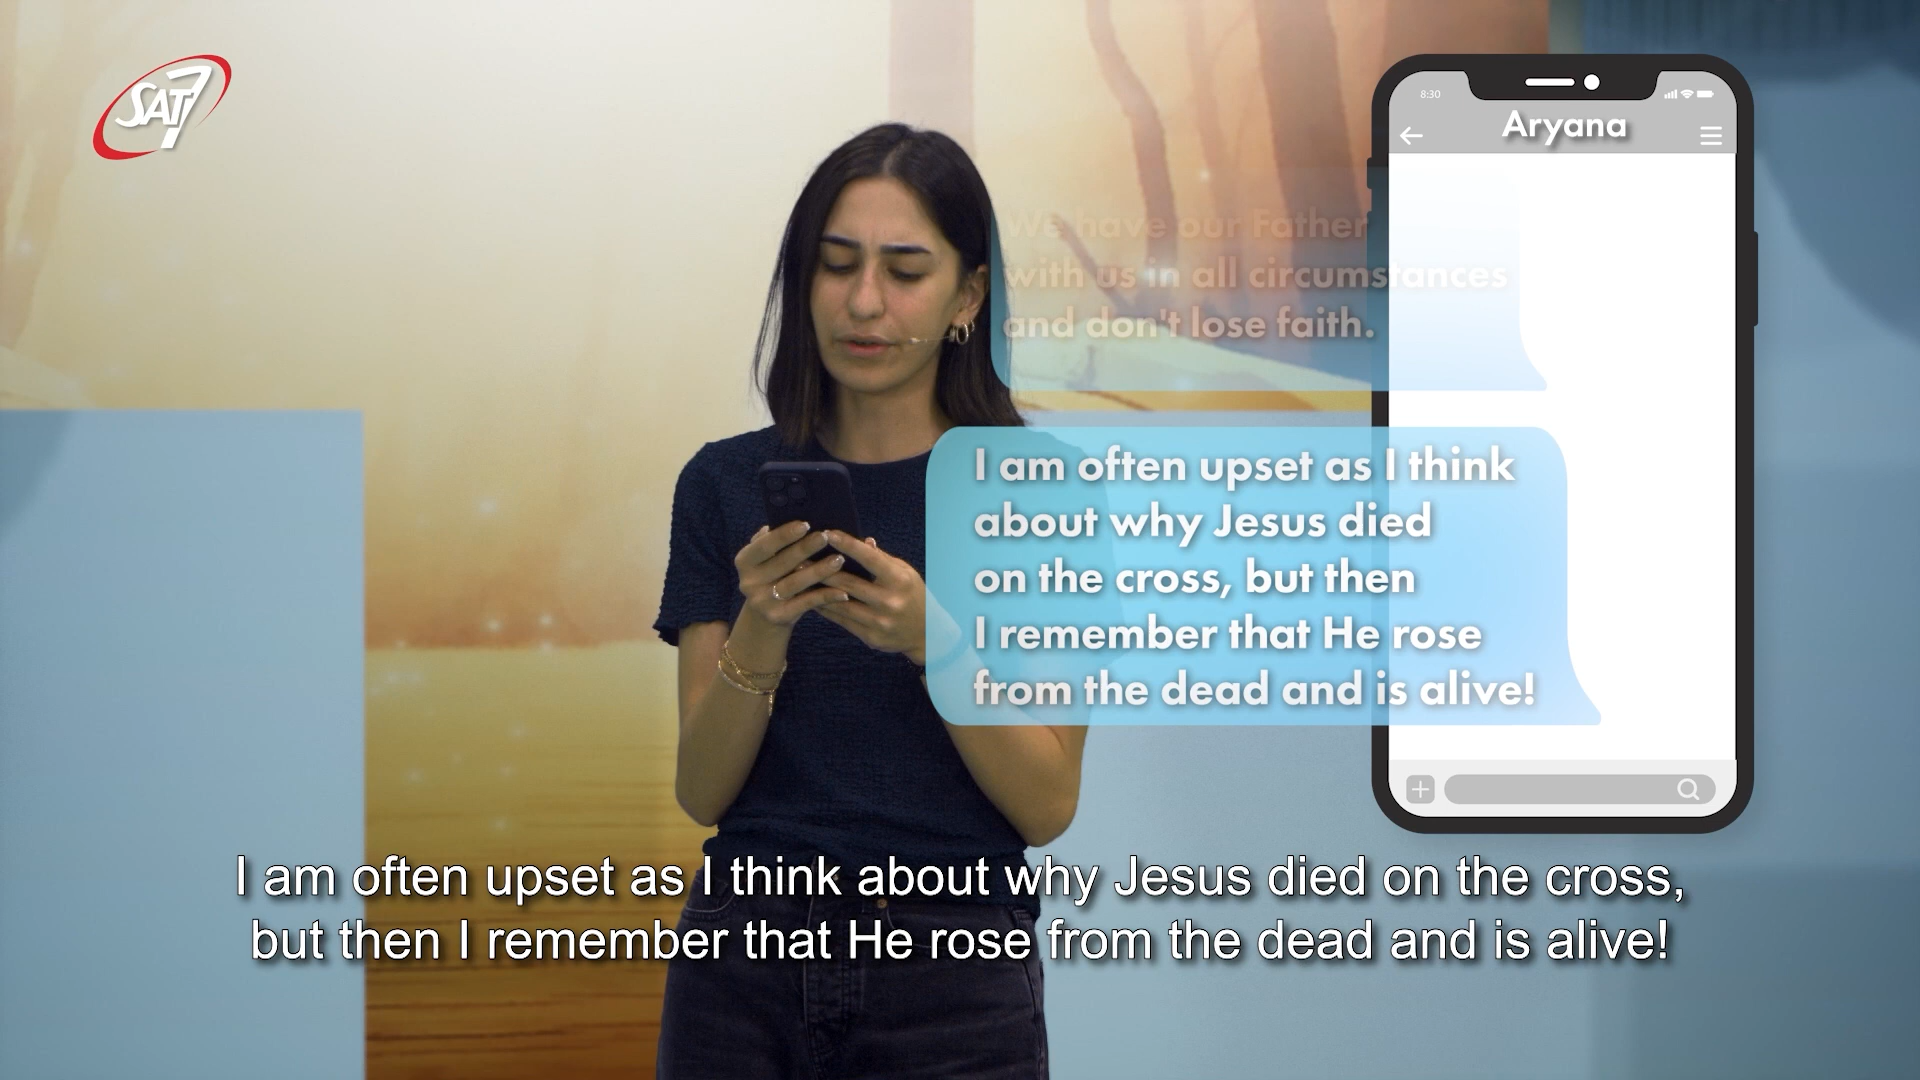 SAT7
8:30
Aryana
We have our Father
with us in all circumstances
and don't lose faith.
I am often upset as I think
about why Jesus died
on the cross, but then
I remember that He rose
from the dead and is alive!
I am often upset as I think about why Jesus died on the cross,
but then I remember that He rose from the dead and is alive!